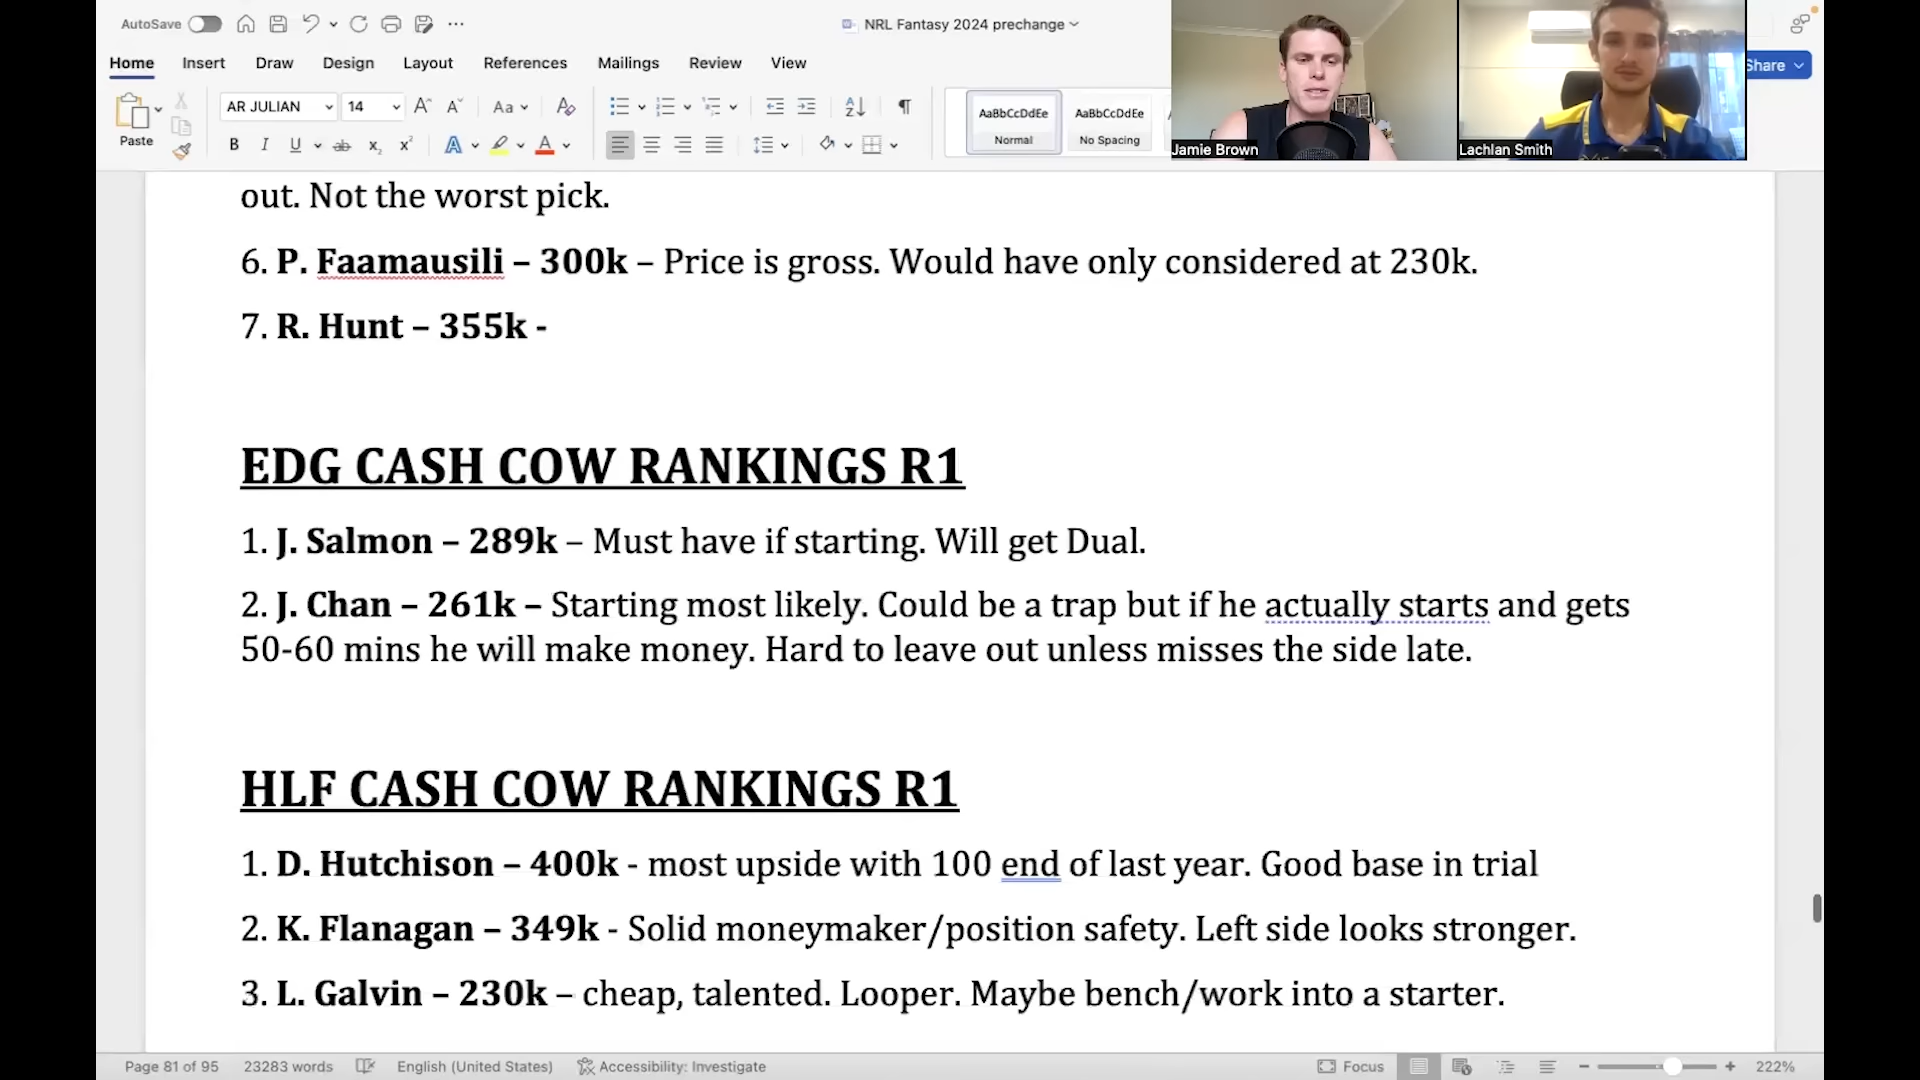 AutoSave
NRL Fantasy 2024 prechange
Home Insert Draw Design Layout References Mailings Review View
Share
Paste
AR JULIAN 14
AaBbCcDdEe
Normal
AaBbCcDdEe
No Spacing
Jamie Brown
Lachlan Smith
out. Not the worst pick.
6. P. Faamausili – 300k – Price is gross. Would have only considered at 230k.
7. R. Hunt – 355k -
EDG CASH COW RANKINGS R1
1. J. Salmon – 289k – Must have if starting. Will get Dual.
2. J. Chan – 261k – Starting most likely. Could be a trap but if he actually starts and gets
50-60 mins he will make money. Hard to leave out unless misses the side late.
HLF CASH COW RANKINGS R1
1. D. Hutchison – 400k - most upside with 100 end of last year. Good base in trial
2. K. Flanagan – 349k - Solid moneymaker/position safety. Left side looks stronger.
3. L. Galvin – 230k – cheap, talented. Looper. Maybe bench/work into a starter.
Page 81 of 95 23283 words English (United States) Accessibility: Investigate Focus 222%